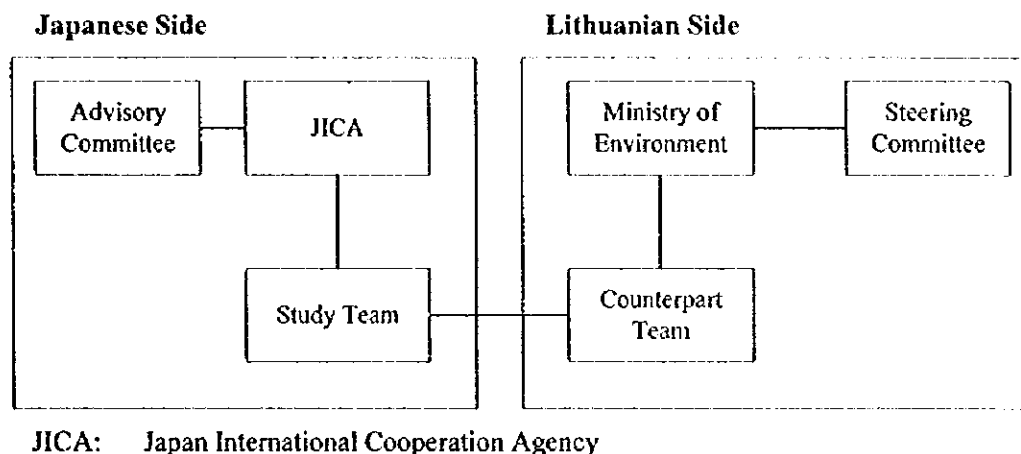 Japanese Side
Lithuanian Side
Advisory
Committee
JICA
Ministry of
Environment
Steering
Committee
Study Team
Counterpart
Team
JICA: Japan International Cooperation Agency